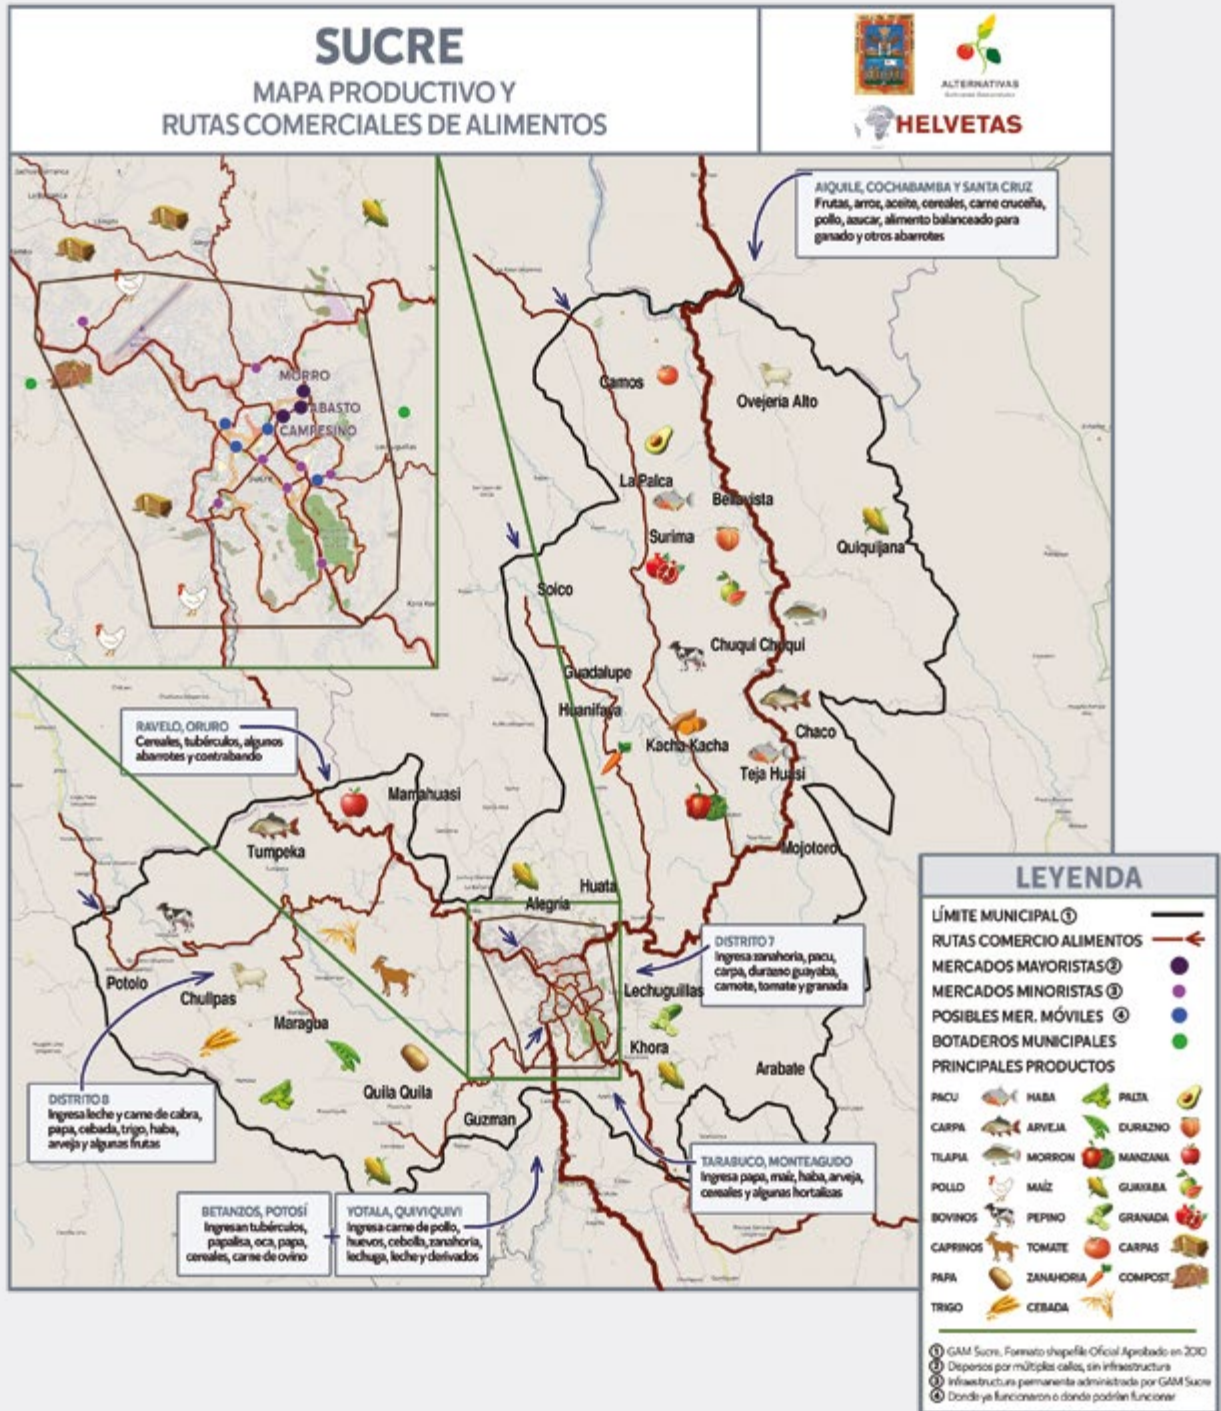 SUCRE
MAPA PRODUCTIVO Y
RUTAS COMERCIALES DE ALIMENTOS
ALTERNATIVAS
HELVETAS
AIQUILE, COCHABAMBA Y SANTA CRUZ
Frutas, arroz, aceite, cereales, carne cruceña,
pollo, azucar, alimento balanceado para
ganado y otros abarrotes
MORRO
ABASTO
CAMPESINO
Sucre
Lechuguillas
Camos
Ovejeria Alto
La Palca
Bellavista
Surima
Quiquijana
Soico
Chuqui Chuqui
Guadalupe
Huanifaya
Kacha Kacha
Chaco
Teja Huasi
Mojotoro
RAVELO, ORURO
Cereales, tubérculos, algunos
abarrotes y contrabando
Mamahuasi
Tumpeka
Huata
Alegria
Potolo
Chullpas
Maragua
Quila Quila
Guzman
Lechuguillas
Khora
Arabate
DISTRITO 7
Ingresa zanahoria, pacu,
carpa, durazno guayaba,
camote, tomate y granada
DISTRITO 8
Ingresa leche y carne de cabra,
papa, cebada, trigo, haba,
arveja y algunas frutas
TARABUCO, MONTEAGUDO
Ingresa papa, maíz, haba, arveja,
cereales y algunas hortalizas
BETANZOS, POTOSÍ
Ingresan tubérculos,
papalisa, oca, papa,
cereales, carne de ovino
+
YOTALA, QUIVI QUIVI
Ingresa carne de pollo,
huevos, cebolla, zanahoria,
lechuga, leche y derivados
LEYENDA
LÍMITE MUNICIPAL ①
RUTAS COMERCIO ALIMENTOS
MERCADOS MAYORISTAS ②
MERCADOS MINORISTAS ③
POSIBLES MER. MÓVILES ④
BOTADEROS MUNICIPALES
PRINCIPALES PRODUCTOS
PACU HABA PALTA
CARPA ARVEJA DURAZNO
TILAPIA MORRON MANZANA
POLLO MAÍZ GUAYABA
BOVINOS PEPINO GRANADA
CAPRINOS TOMATE CARPAS
PAPA ZANAHORIA COMPOST
TRIGO CEBADA
① GAM Sucre, Formato shapefile Oficial Aprobado en 2010
② Dispersos por múltiples calles, sin infraestructura
③ Infraestructura permanente administrada por GAM Sucre
④ Donde ya funcionaron o donde podrían funcionar